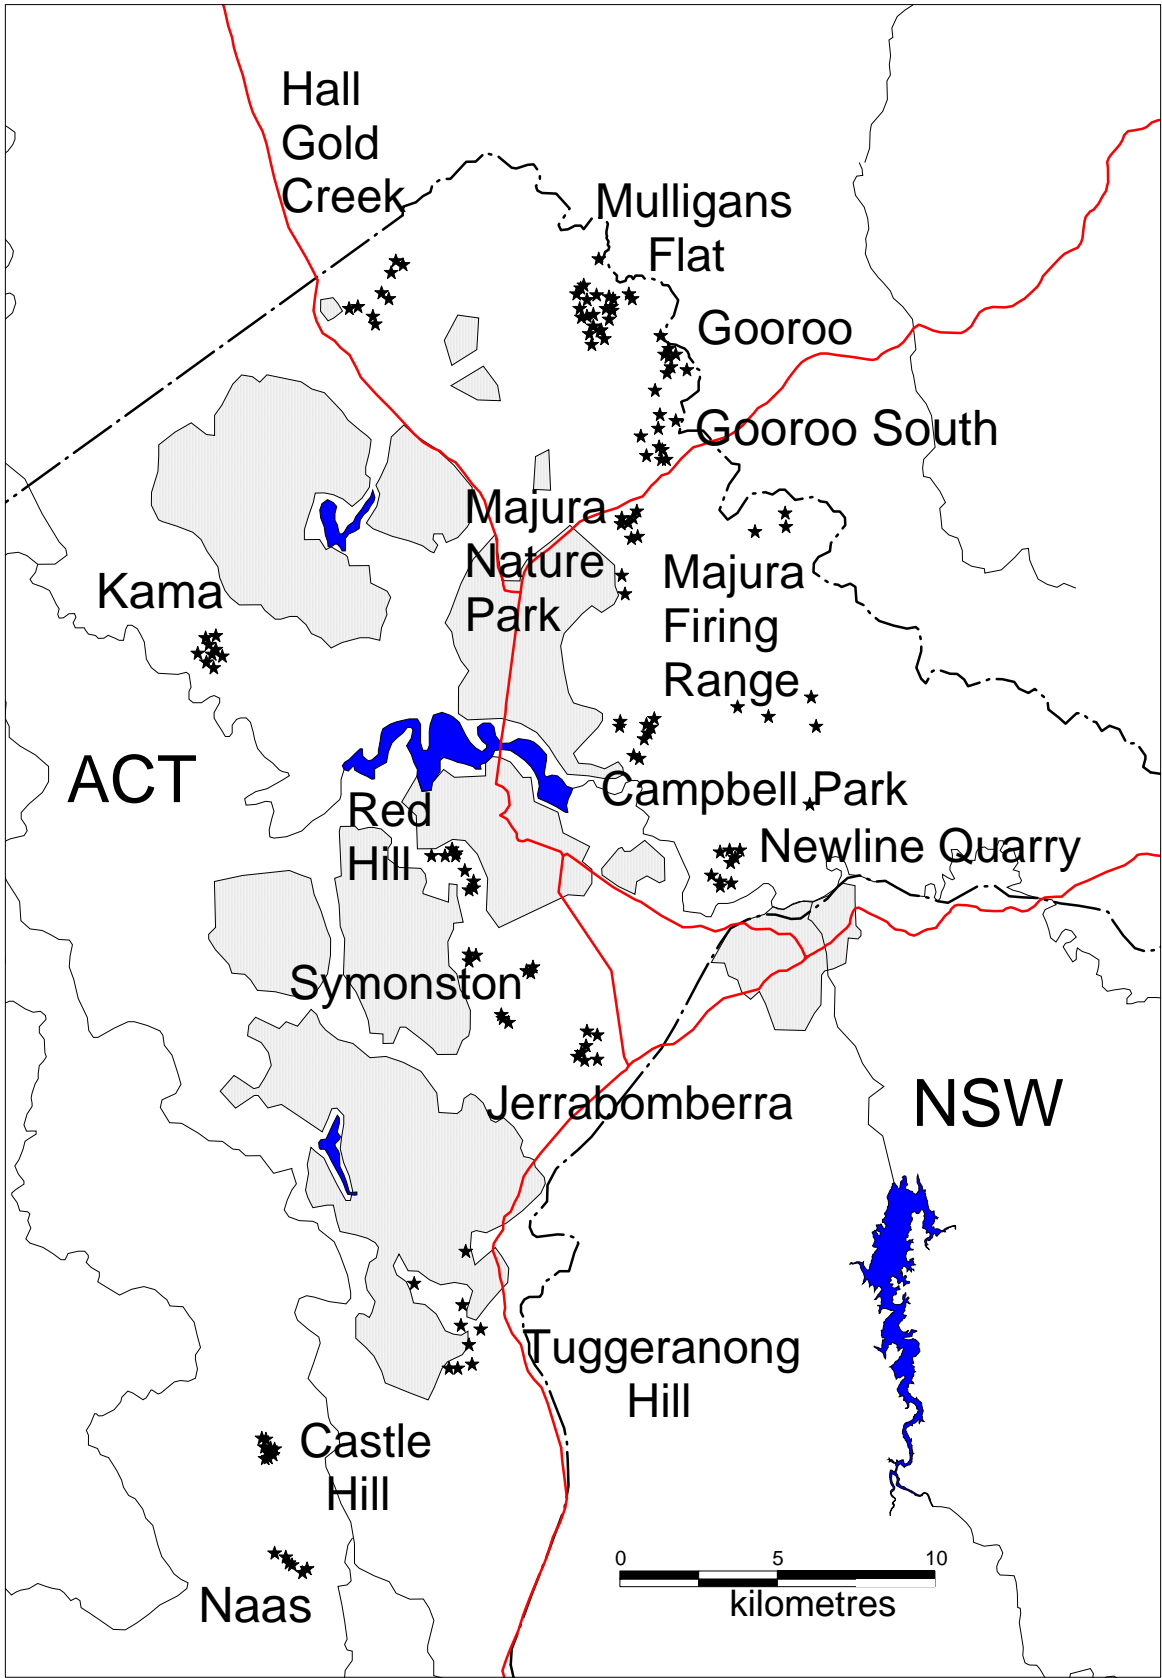 Hall
Gold
Creek
Mulligans
Flat
Gooroo
Gooroo South
Majura
Nature
Park
Majura
Firing
Range
Kama
ACT
Red
Hill
Campbell Park
Newline Quarry
Symonston
Jerrabomberra
NSW
Tuggeranong
Hill
Castle
Hill
Naas
0 5 10
kilometres